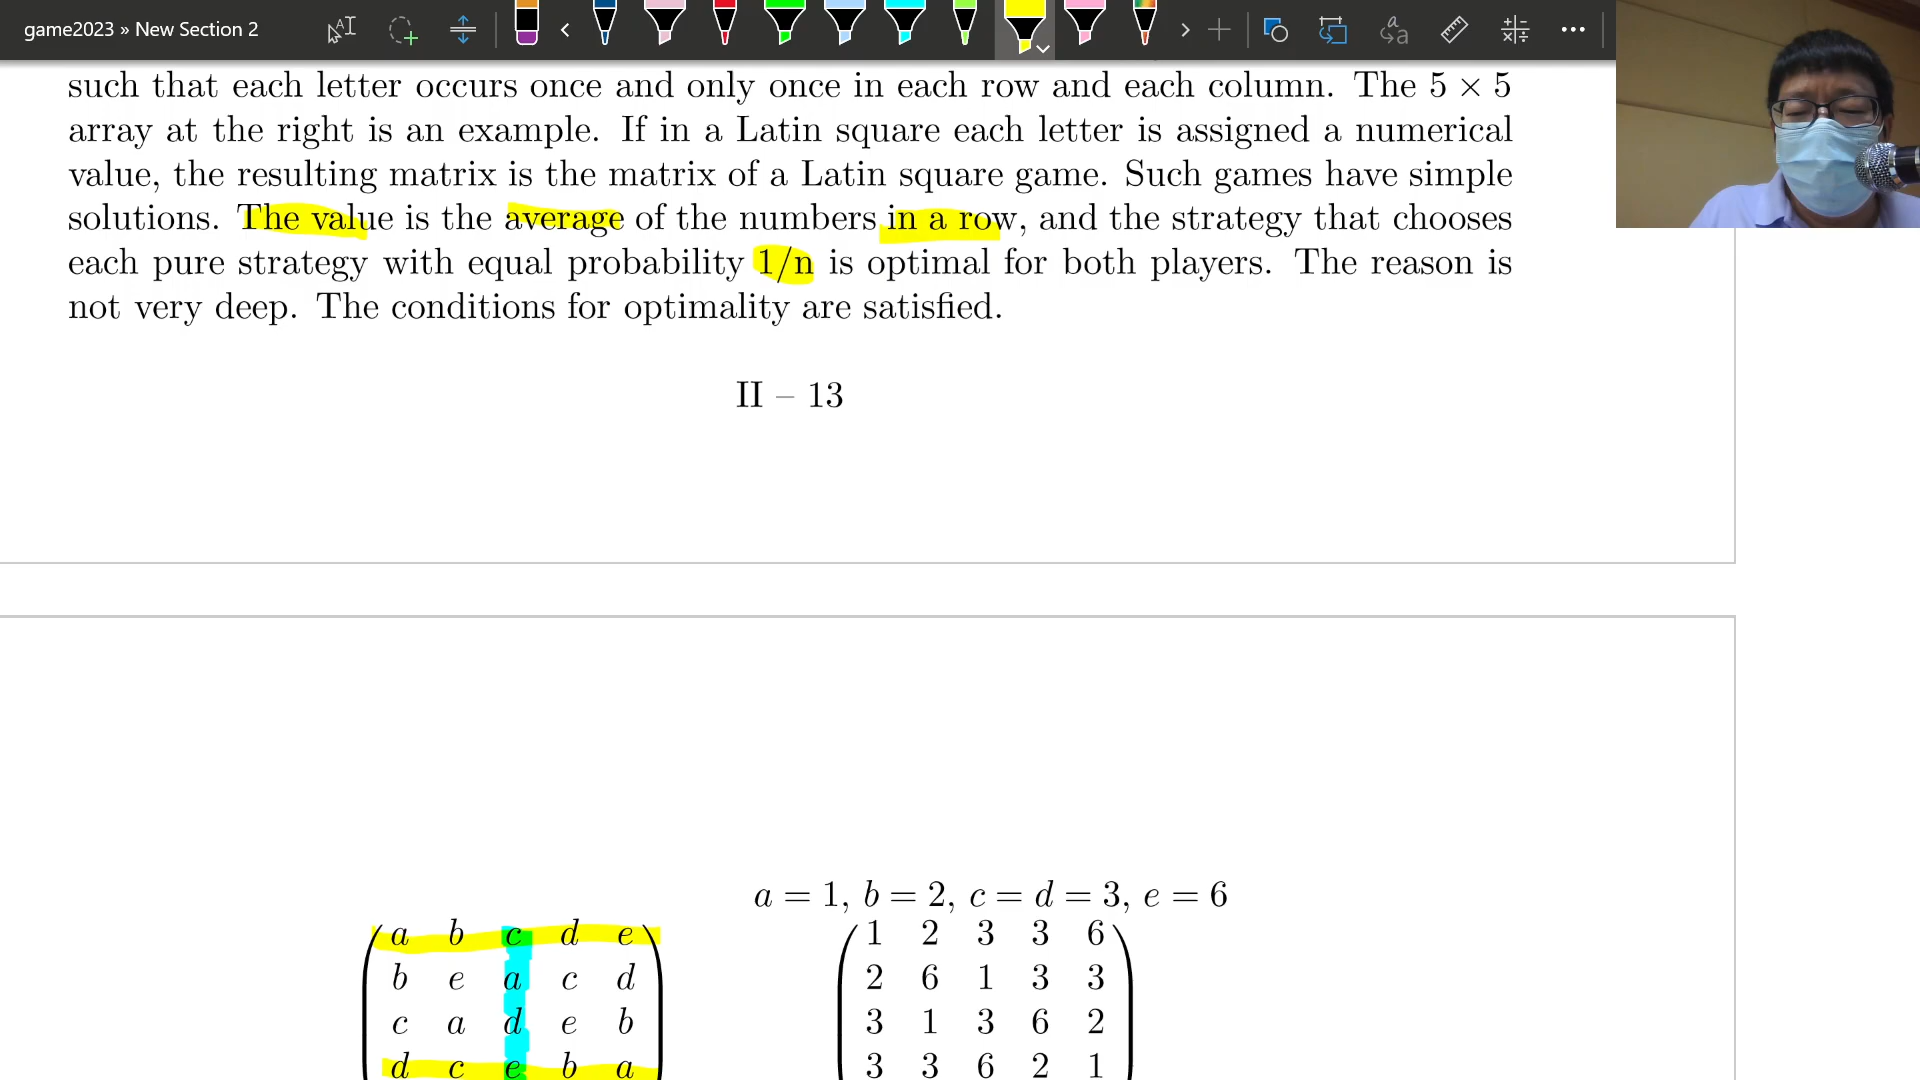 game2023 » New Section 2
such that each letter occurs once and only once in each row and each column. The 5 × 5
array at the right is an example. If in a Latin square each letter is assigned a numerical
value, the resulting matrix is the matrix of a Latin square game. Such games have simple
solutions. The value is the average of the numbers in a row, and the strategy that chooses
each pure strategy with equal probability 1/n is optimal for both players. The reason is
not very deep. The conditions for optimality are satisfied.
II – 13
a = 1, b = 2, c = d = 3, e = 6
a b c d e
b e a c d
c a d e b
d c e b a
1 2 3 3 6
2 6 1 3 3
3 1 3 6 2
3 3 6 2 1